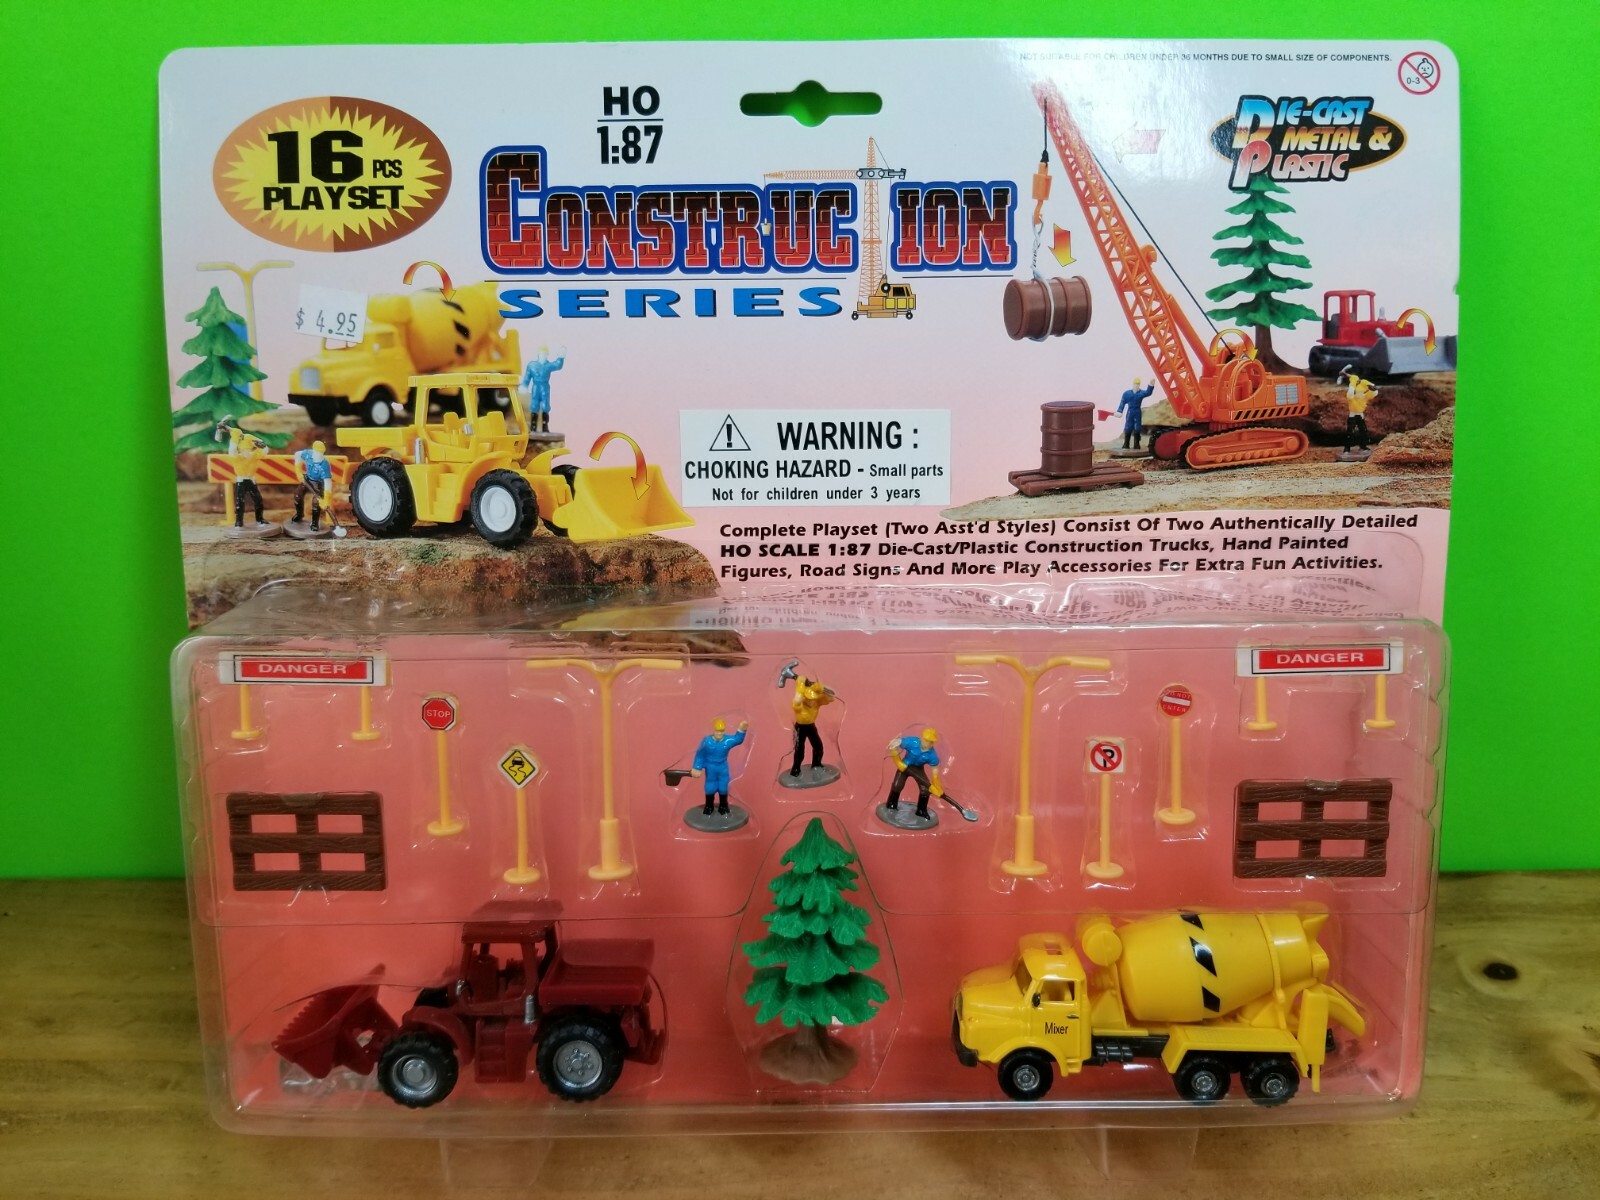 NOT SUITABLE FOR CHILDREN UNDER 36 MONTHS DUE TO SMALL SIZE OF COMPONENTS.
0-3
16 PCS
PLAYSET
HO
1:87
CONSTRUCTION
SERIES
DIE-CAST
METAL &
PLASTIC
$ 4.95
WARNING :
CHOKING HAZARD - Small parts
Not for children under 3 years
Complete Playset (Two Asst'd Styles) Consist Of Two Authentically Detailed
HO SCALE 1:87 Die-Cast/Plastic Construction Trucks, Hand Painted
Figures, Road Signs And More Play Accessories For Extra Fun Activities.
DANGER
DANGER
STOP
ENTER
P
Mixer